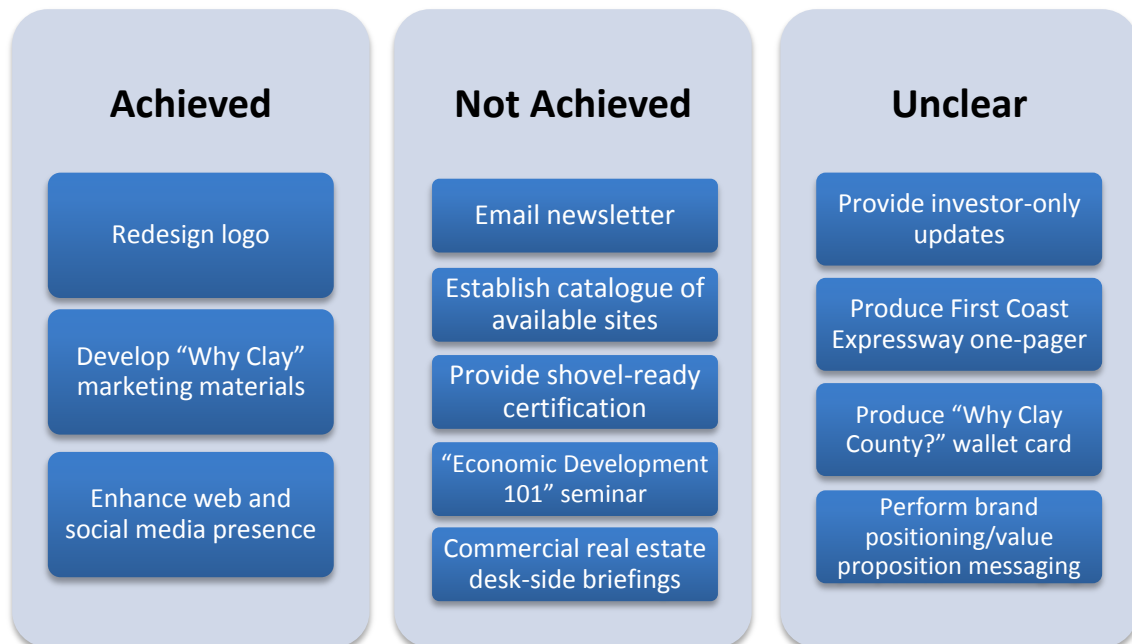 Achieved
Redesign logo
Develop “Why Clay”
marketing materials
Enhance web and
social media presence
Not Achieved
Email newsletter
Establish catalogue of
available sites
Provide shovel-ready
certification
“Economic Development
101” seminar
Commercial real estate
desk-side briefings
Unclear
Provide investor-only
updates
Produce First Coast
Expressway one-pager
Produce “Why Clay
County?” wallet card
Perform brand
positioning/value
proposition messaging